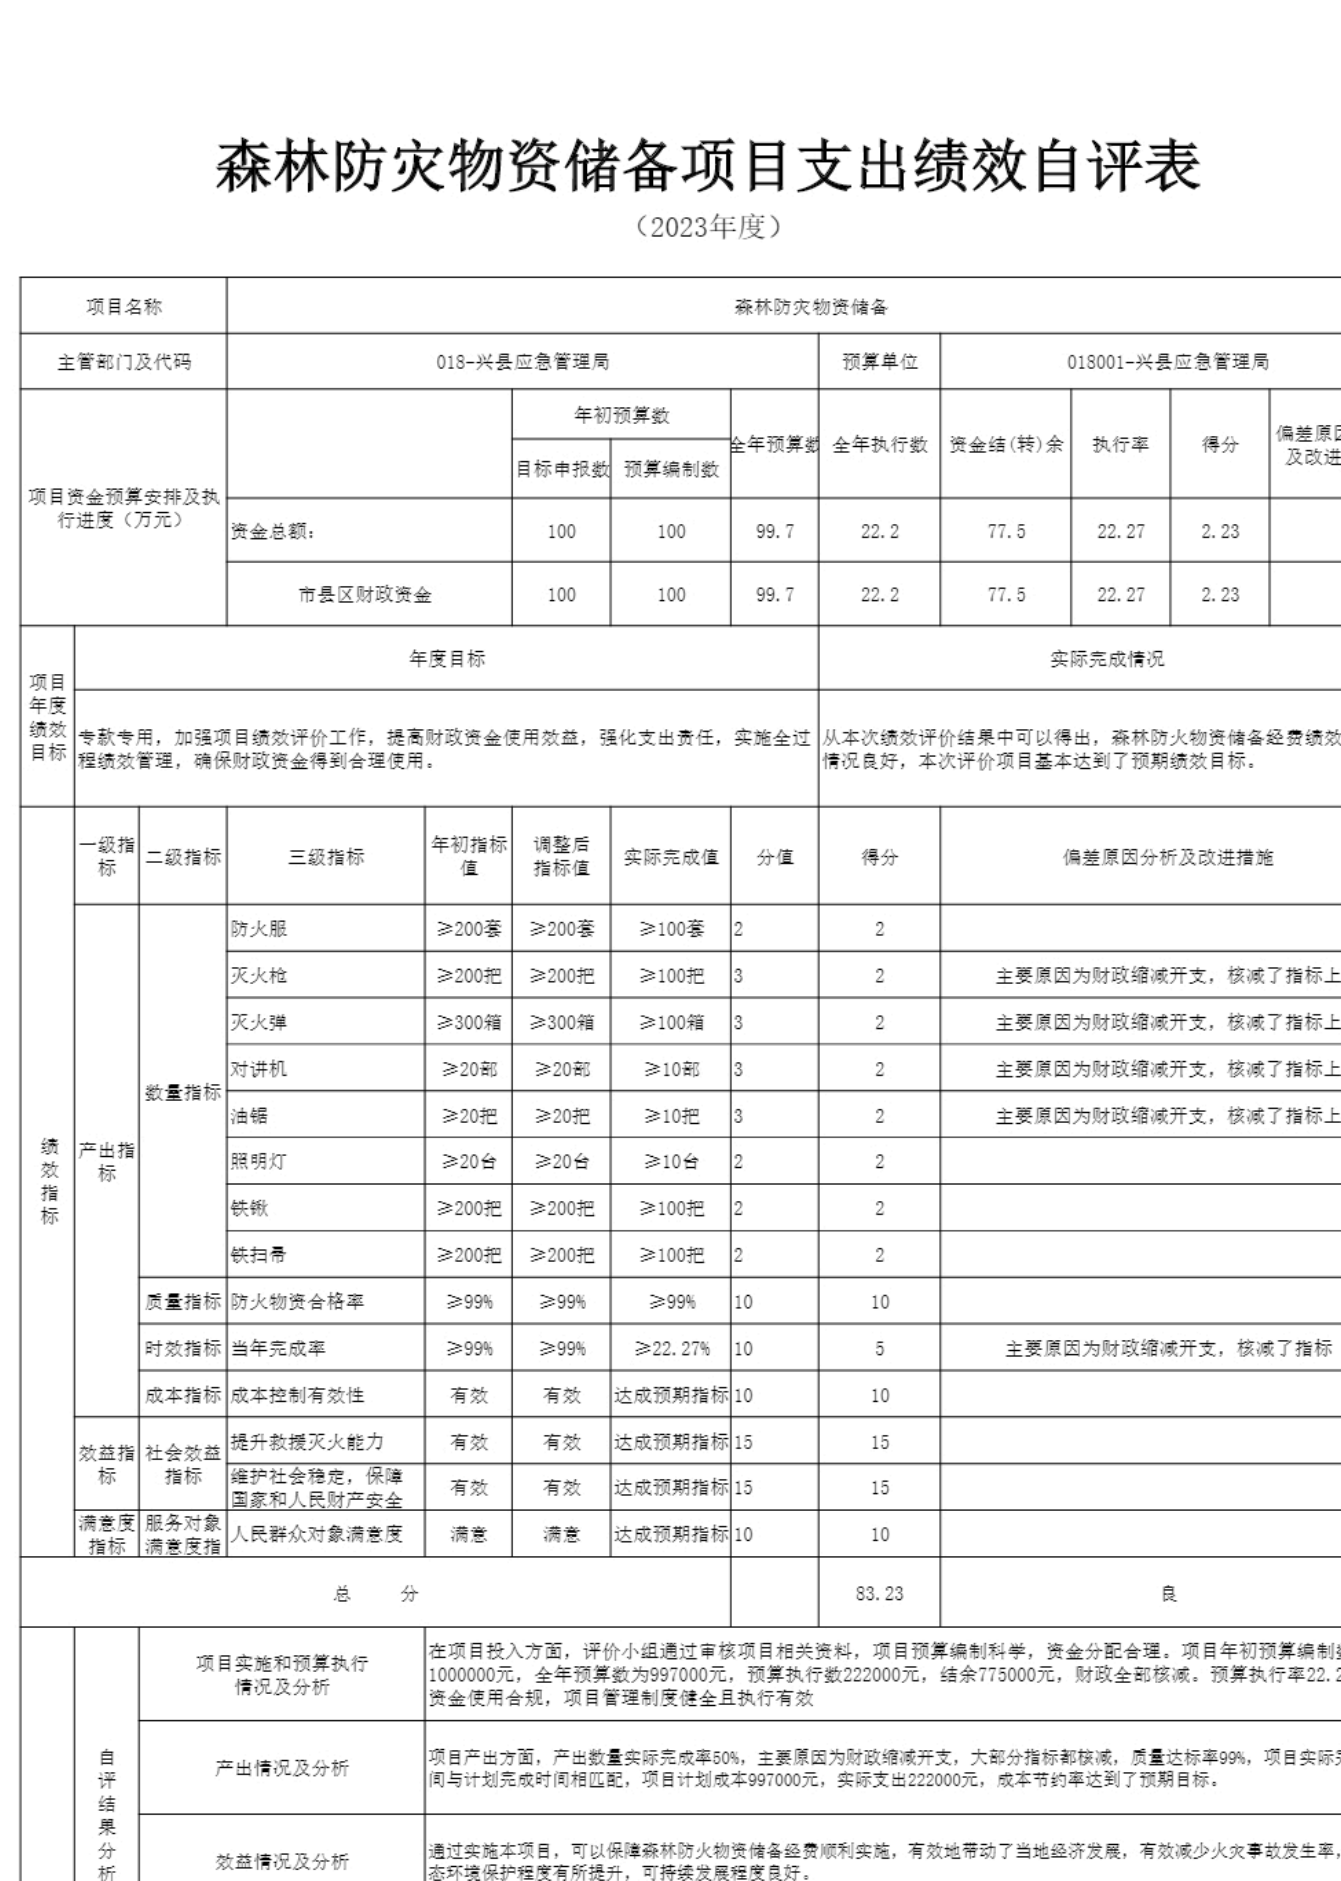 森林防灾物资储备项目支出绩效自评表
（2023年度）
项目名称 森林防灾物资储备
主管部门及代码 018-兴县应急管理局 预算单位 018001-兴县应急管理局
项目资金预算安排及执
行进度（万元）
年初预算数 全年预算数 全年执行数 资金结(转)余 执行率 得分 偏差原因
及改进
目标申报数 预算编制数
资金总额： 100 100 99.7 22.2 77.5 22.27 2.23
市县区财政资金 100 100 99.7 22.2 77.5 22.27 2.23
项目
年度
绩效
目标
年度目标 实际完成情况
专款专用，加强项目绩效评价工作，提高财政资金使用效益，强化支出责任，实施全过
程绩效管理，确保财政资金得到合理使用。
从本次绩效评价结果中可以得出，森林防火物资储备经费绩效
情况良好，本次评价项目基本达到了预期绩效目标。
绩
效
指
标
一级指
标
二级指标 三级指标 年初指标
值
调整后
指标值
实际完成值 分值 得分 偏差原因分析及改进措施
产出指
标
数量指标
防火服 ≥200套 ≥200套 ≥100套 2 2
灭火枪 ≥200把 ≥200把 ≥100把 3 2 主要原因为财政缩减开支，核减了指标上
灭火弹 ≥300箱 ≥300箱 ≥100箱 3 2 主要原因为财政缩减开支，核减了指标上
对讲机 ≥20部 ≥20部 ≥10部 3 2 主要原因为财政缩减开支，核减了指标上
油锯 ≥20把 ≥20把 ≥10把 3 2 主要原因为财政缩减开支，核减了指标上
照明灯 ≥20台 ≥20台 ≥10台 2 2
铁锹 ≥200把 ≥200把 ≥100把 2 2
铁扫帚 ≥200把 ≥200把 ≥100把 2 2
质量指标 防火物资合格率 ≥99% ≥99% ≥99% 10 10
时效指标 当年完成率 ≥99% ≥99% ≥22.27% 10 5 主要原因为财政缩减开支，核减了指标
成本指标 成本控制有效性 有效 有效 达成预期指标 10 10
效益指
标
社会效益
指标
提升救援灭火能力 有效 有效 达成预期指标 15 15
维护社会稳定，保障
国家和人民财产安全
有效 有效 达成预期指标 15 15
满意度
指标
服务对象
满意度指
人民群众对象满意度 满意 满意 达成预期指标 10 10
总 分 83.23 良
自
评
结
果
分
析
项目实施和预算执行
情况及分析
在项目投入方面，评价小组通过审核项目相关资料，项目预算编制科学，资金分配合理。项目年初预算编制数
1000000元，全年预算数为997000元，预算执行数222000元，结余775000元，财政全部核减。预算执行率22.2
资金使用合规，项目管理制度健全且执行有效
产出情况及分析
项目产出方面，产出数量实际完成率50%，主要原因为财政缩减开支，大部分指标都核减，质量达标率99%，项目实际完
间与计划完成时间相匹配，项目计划成本997000元，实际支出222000元，成本节约率达到了预期目标。
效益情况及分析
通过实施本项目，可以保障森林防火物资储备经费顺利实施，有效地带动了当地经济发展，有效减少火灾事故发生率，
态环境保护程度有所提升，可持续发展程度良好。